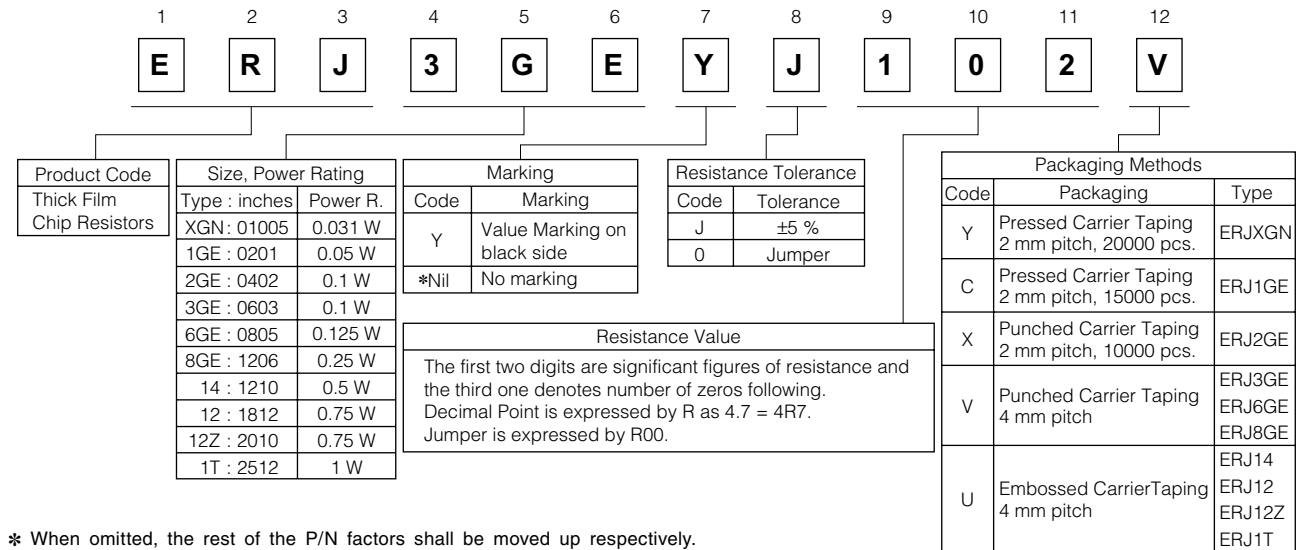 1 2 3 4 5 6 7 8 9 10 11 12
E R J 3 G E Y J 1 0 2 V
Product Code
Thick Film
Chip Resistors
Size, Power Rating
Type : inches Power R.
XGN : 01005 0.031 W
1GE : 0201 0.05 W
2GE : 0402 0.1 W
3GE : 0603 0.1 W
6GE : 0805 0.125 W
8GE : 1206 0.25 W
14 : 1210 0.5 W
12 : 1812 0.75 W
12Z : 2010 0.75 W
1T : 2512 1 W
Marking
Code Marking
Y Value Marking on
black side
✻Nil No marking
Resistance Tolerance
Code Tolerance
J ±5 %
0 Jumper
Resistance Value
The first two digits are significant figures of resistance and
the third one denotes number of zeros following.
Decimal Point is expressed by R as 4.7 = 4R7.
Jumper is expressed by R00.
Packaging Methods
Code Packaging Type
Y Pressed Carrier Taping
2 mm pitch, 20000 pcs. ERJXGN
C Pressed Carrier Taping
2 mm pitch, 15000 pcs. ERJ1GE
X Punched Carrier Taping
2 mm pitch, 10000 pcs. ERJ2GE
V Punched Carrier Taping
4 mm pitch
ERJ3GE
ERJ6GE
ERJ8GE
U Embossed CarrierTaping
4 mm pitch
ERJ14
ERJ12
ERJ12Z
ERJ1T
✻ When omitted, the rest of the P/N factors shall be moved up respectively.